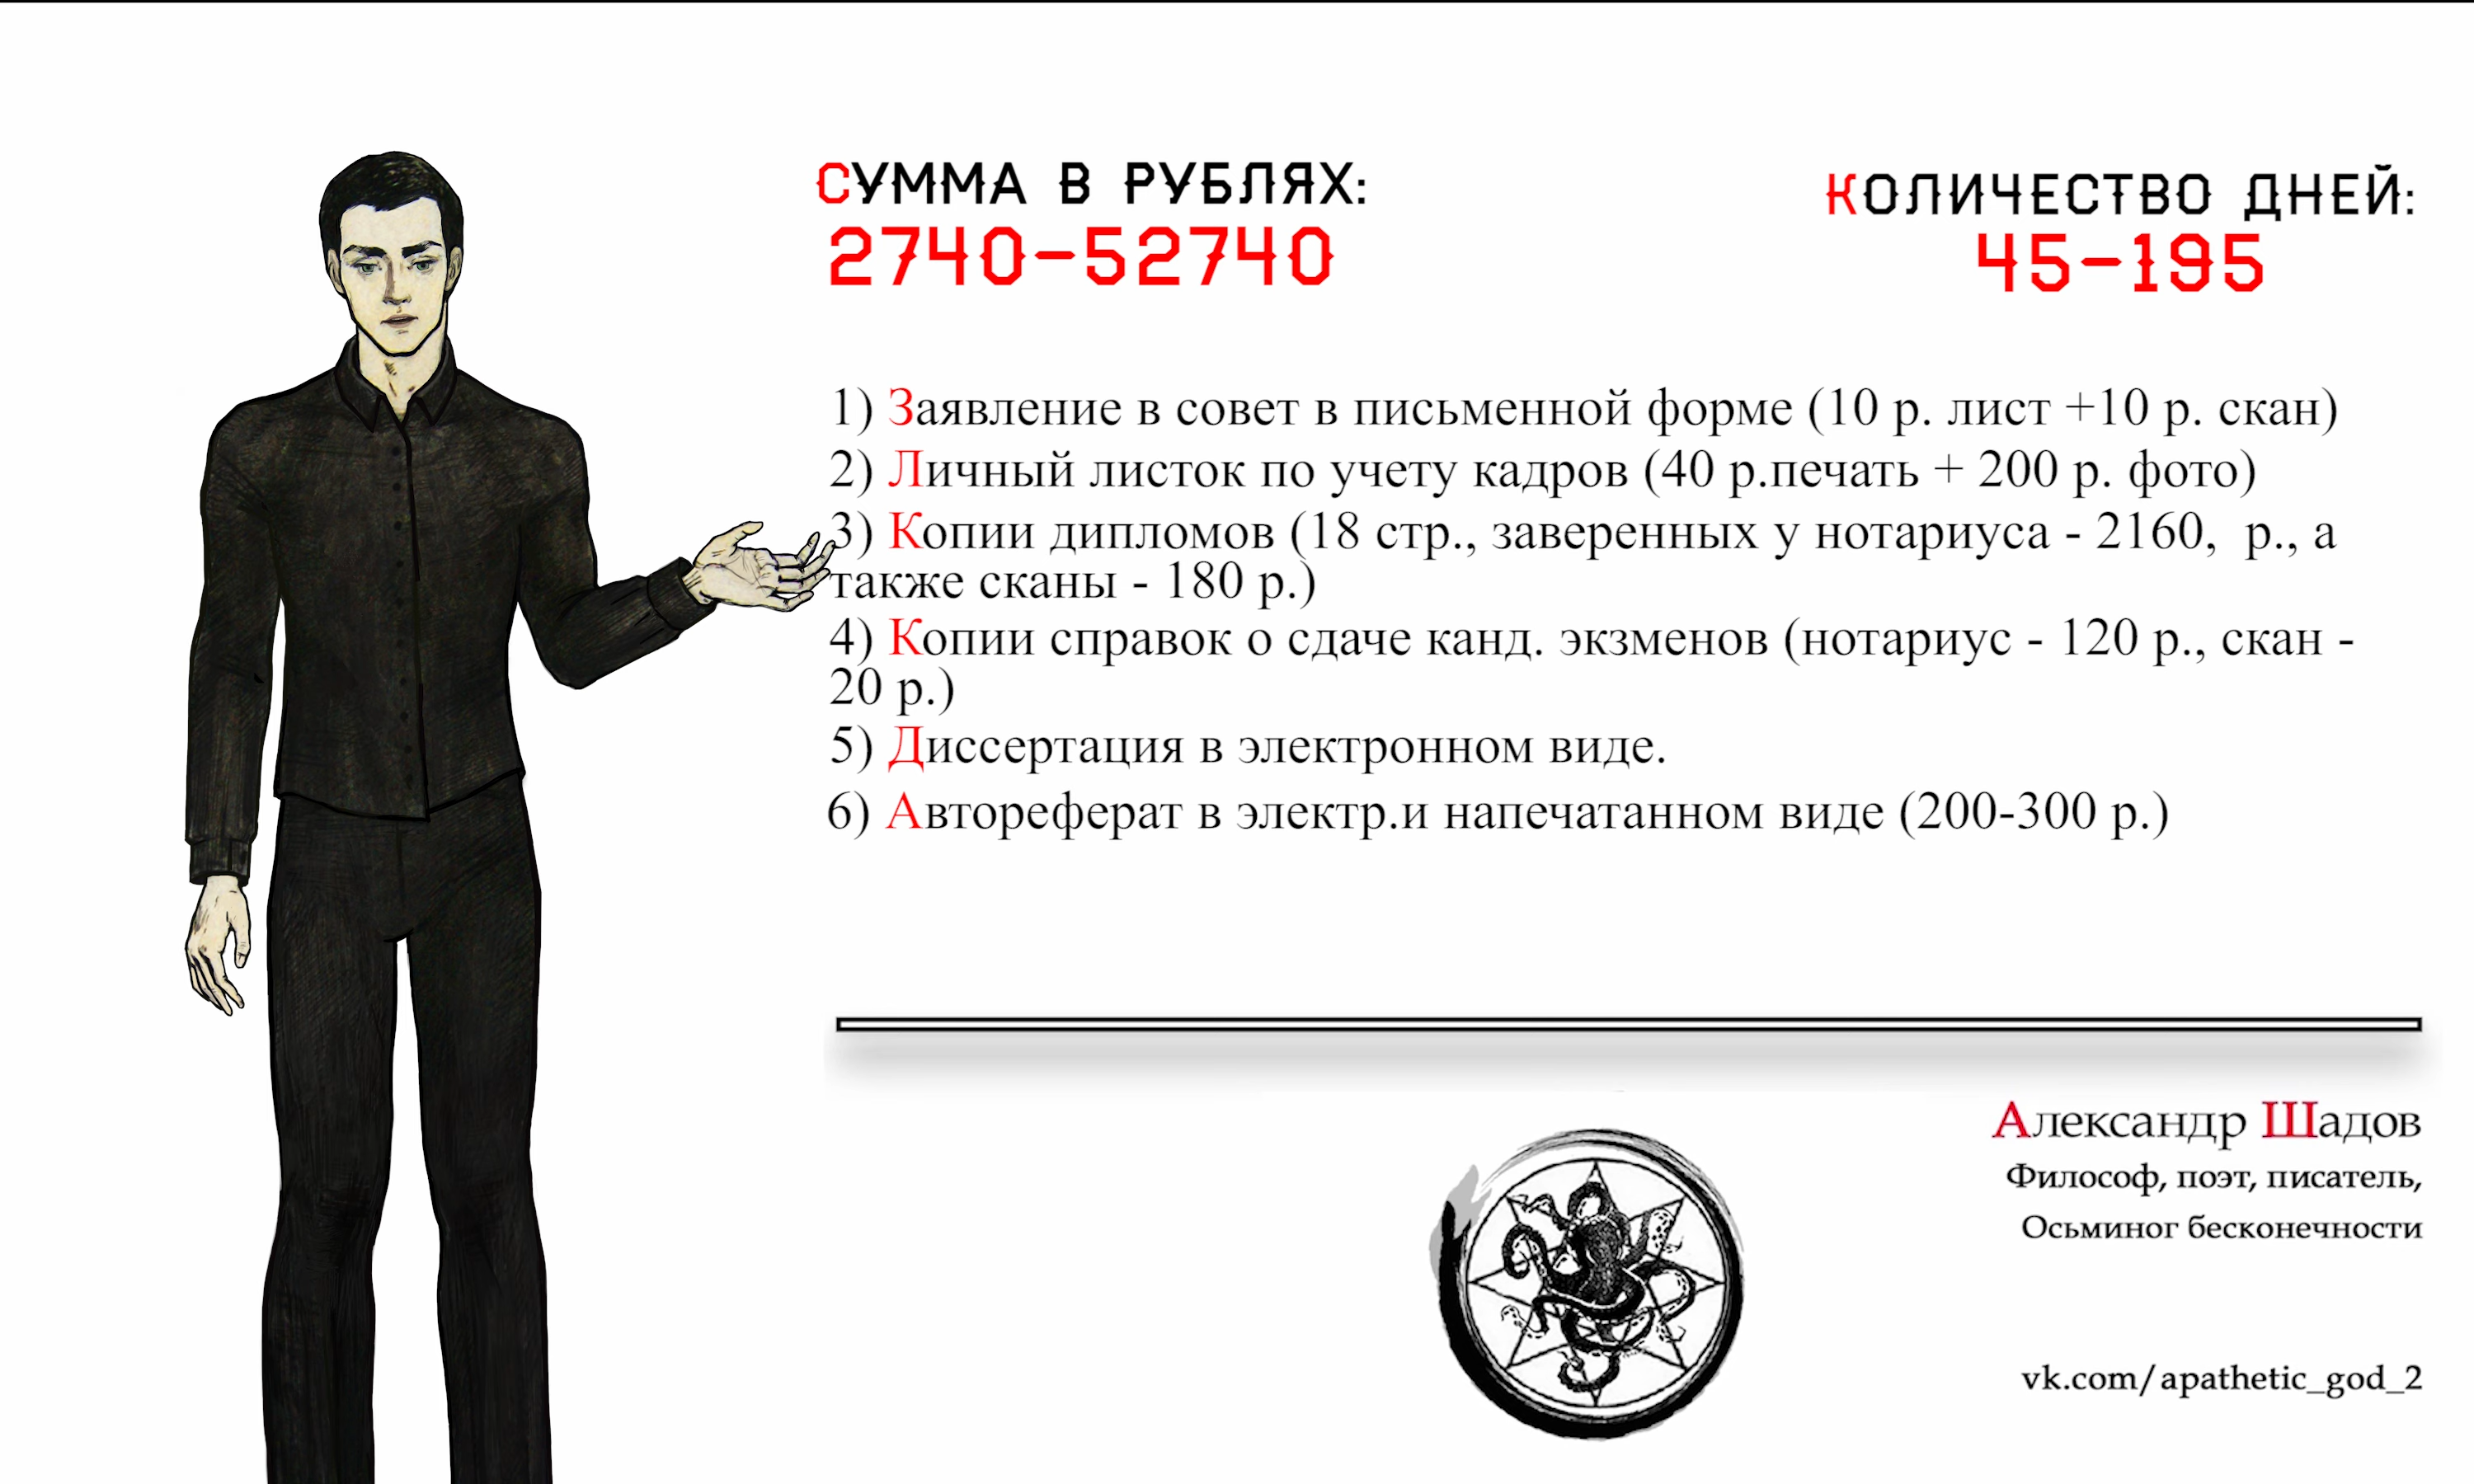 СУММА В РУБЛЯХ:
2740-52740
КОЛИЧЕСТВО ДНЕЙ:
45-195
1) Заявление в совет в письменной форме (10 р. лист +10 р. скан)
2) Личный листок по учету кадров (40 р.печать + 200 р. фото)
3) Копии дипломов (18 стр., заверенных у нотариуса - 2160,  р., а
также сканы - 180 р.)
4) Копии справок о сдаче канд. экзменов (нотариус - 120 р., скан -
20 р.)
5) Диссертация в электронном виде.
6) Автореферат в электр.и напечатанном виде (200-300 р.)
Александр Шадов
Философ, поэт, писатель,
Осьминог бесконечности
vk.com/apathetic_god_2